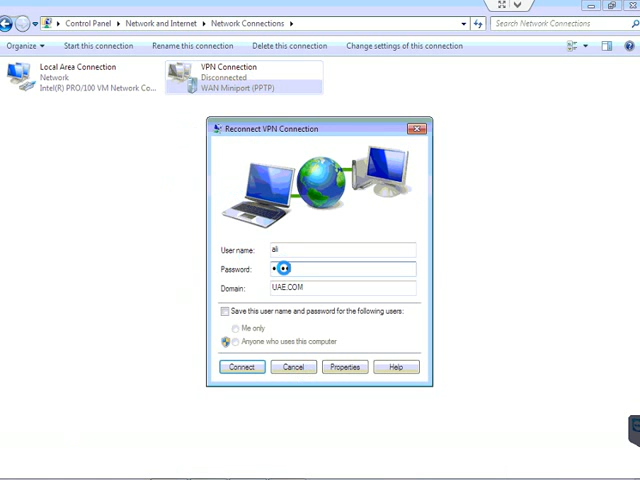 Control Panel ▸ Network and Internet ▸ Network Connections ▸
Search Network Connections
Organize
Start this connection
Rename this connection
Delete this connection
Change settings of this connection
Local Area Connection
Network
Intel(R) PRO/100 VM Network Co...
VPN Connection
Disconnected
WAN Miniport (PPTP)
Reconnect VPN Connection
User name: ali
Password:
Domain: UAE.COM
Save this user name and password for the following users:
Me only
Anyone who uses this computer
Connect
Cancel
Properties
Help